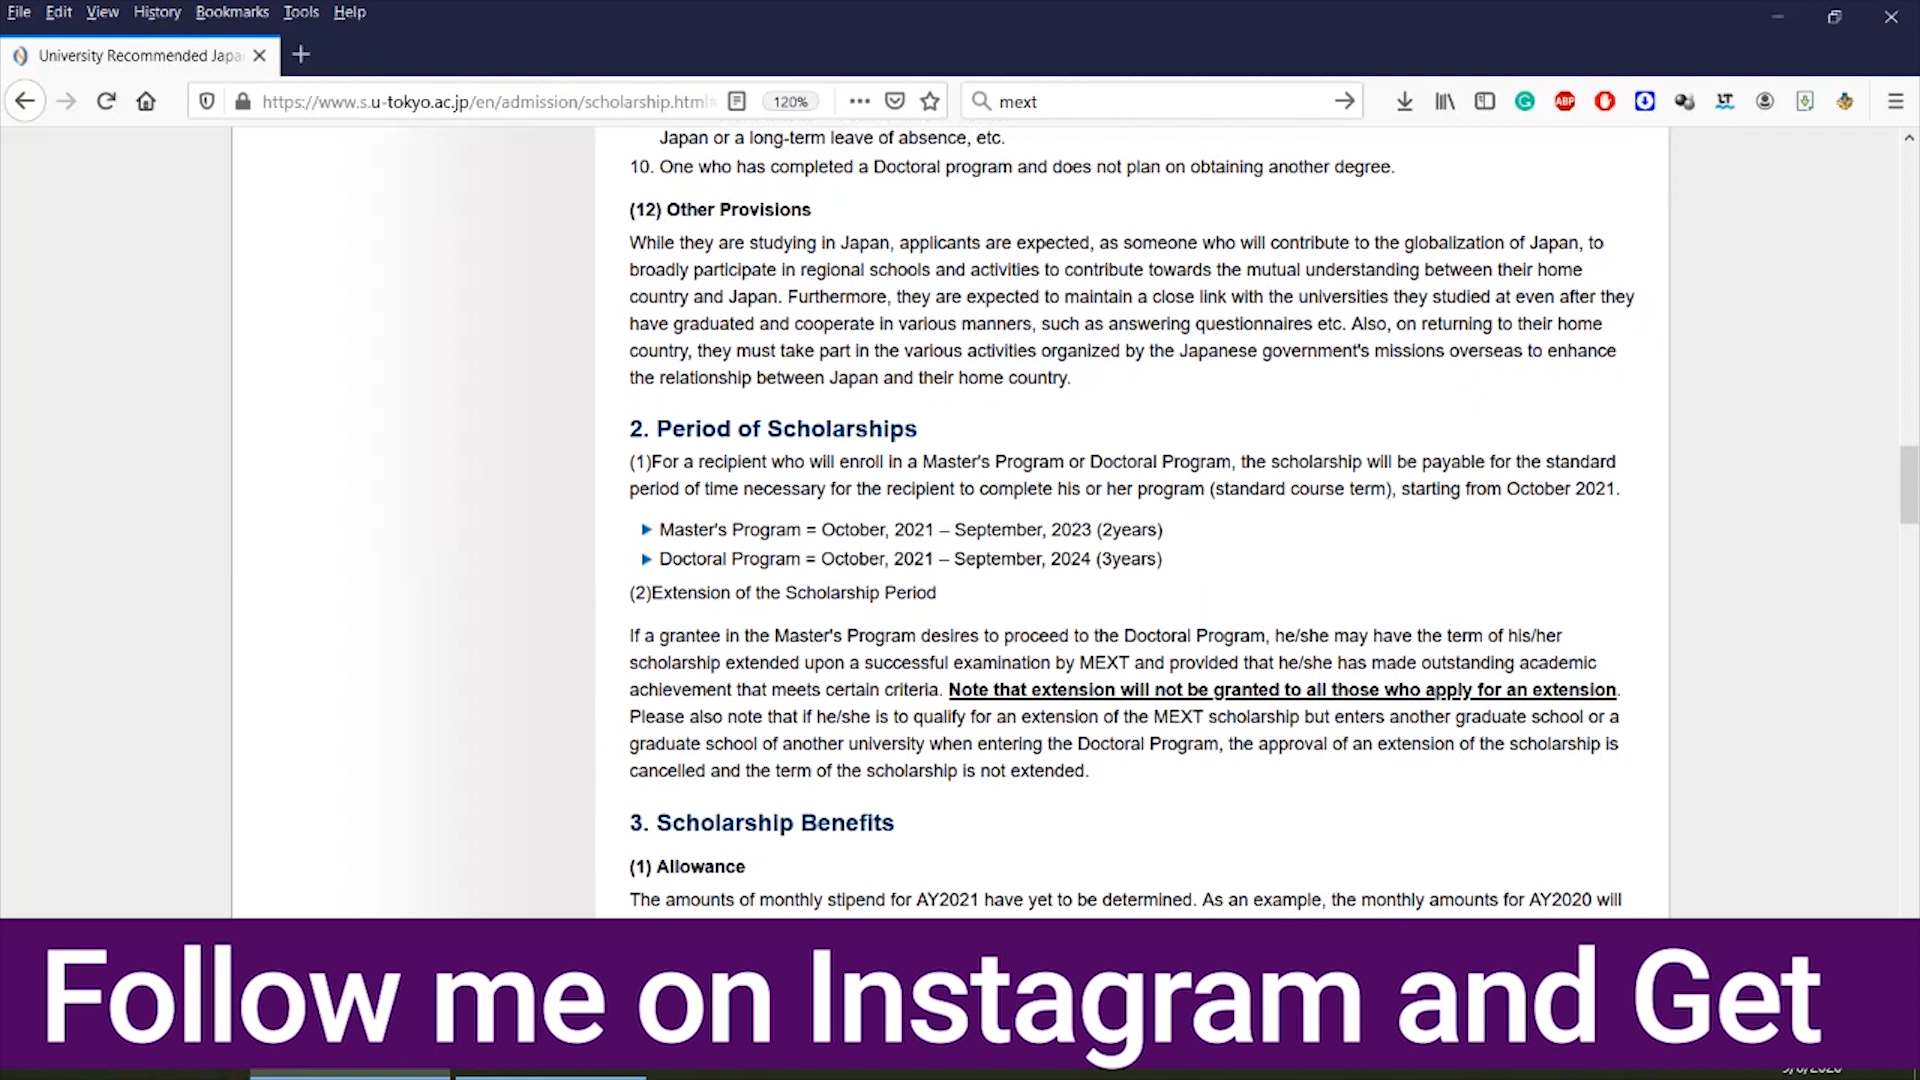 File Edit View History Bookmarks Tools Help
University Recommended Japa
https://www.s.u-tokyo.ac.jp/en/admission/scholarship.html
120%
mext
ABP
LT
Japan or a long-term leave of absence, etc.
10. One who has completed a Doctoral program and does not plan on obtaining another degree.
(12) Other Provisions
While they are studying in Japan, applicants are expected, as someone who will contribute to the globalization of Japan, to
broadly participate in regional schools and activities to contribute towards the mutual understanding between their home
country and Japan. Furthermore, they are expected to maintain a close link with the universities they studied at even after they
have graduated and cooperate in various manners, such as answering questionnaires etc. Also, on returning to their home
country, they must take part in the various activities organized by the Japanese government's missions overseas to enhance
the relationship between Japan and their home country.
2. Period of Scholarships
(1)For a recipient who will enroll in a Master's Program or Doctoral Program, the scholarship will be payable for the standard
period of time necessary for the recipient to complete his or her program (standard course term), starting from October 2021.
Master's Program = October, 2021 – September, 2023 (2years)
Doctoral Program = October, 2021 – September, 2024 (3years)
(2)Extension of the Scholarship Period
If a grantee in the Master's Program desires to proceed to the Doctoral Program, he/she may have the term of his/her
scholarship extended upon a successful examination by MEXT and provided that he/she has made outstanding academic
achievement that meets certain criteria. Note that extension will not be granted to all those who apply for an extension.
Please also note that if he/she is to qualify for an extension of the MEXT scholarship but enters another graduate school or a
graduate school of another university when entering the Doctoral Program, the approval of an extension of the scholarship is
cancelled and the term of the scholarship is not extended.
3. Scholarship Benefits
(1) Allowance
The amounts of monthly stipend for AY2021 have yet to be determined. As an example, the monthly amounts for AY2020 will
Follow me on Instagram and Get